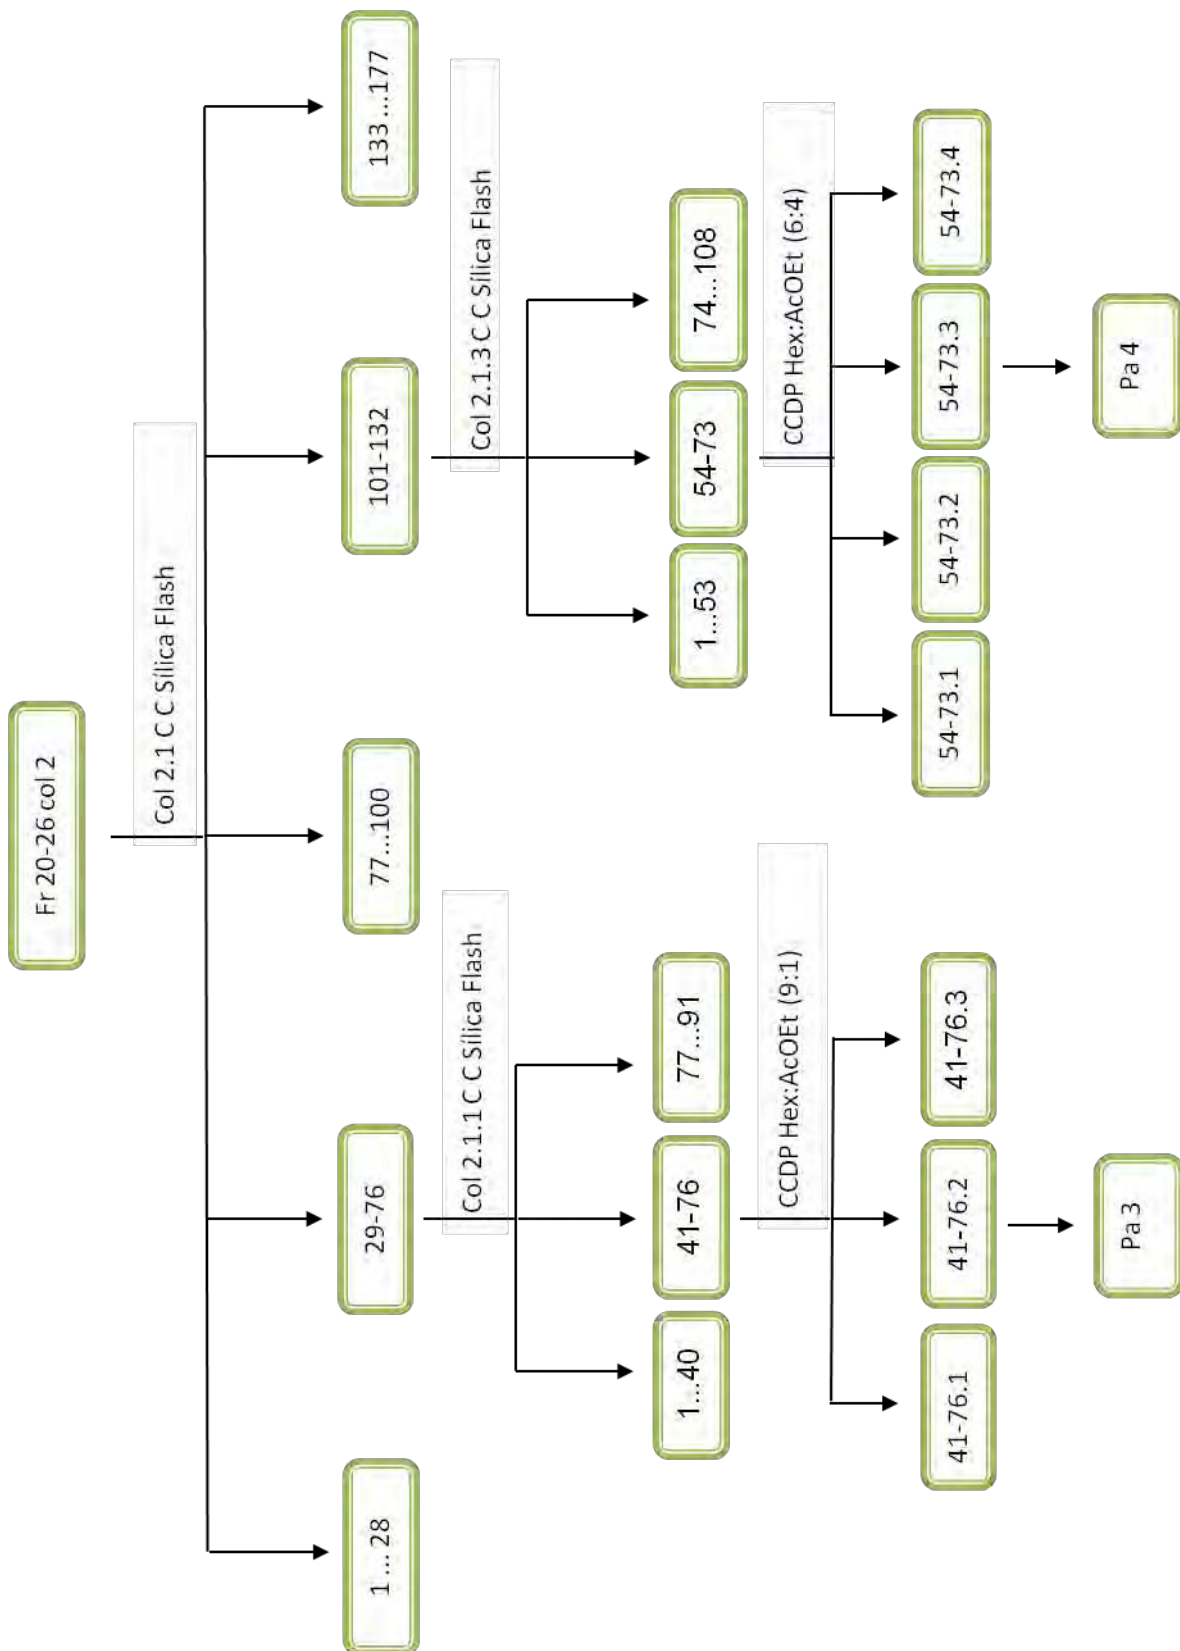 Fr 20-26 col 2
Col 2.1 C C Sílica Flash
1 ... 28
29-76
77...100
101-132
133 ...177
Col 2.1.1 C C Sílica Flash
Col 2.1.3 C C Sílica Flash
1...40
41-76
77...91
1...53
54-73
74...108
CCDP Hex:AcOEt (9:1)
CCDP Hex:AcOEt (6:4)
41-76.1
41-76.2
41-76.3
54-73.1
54-73.2
54-73.3
54-73.4
Pa 3
Pa 4